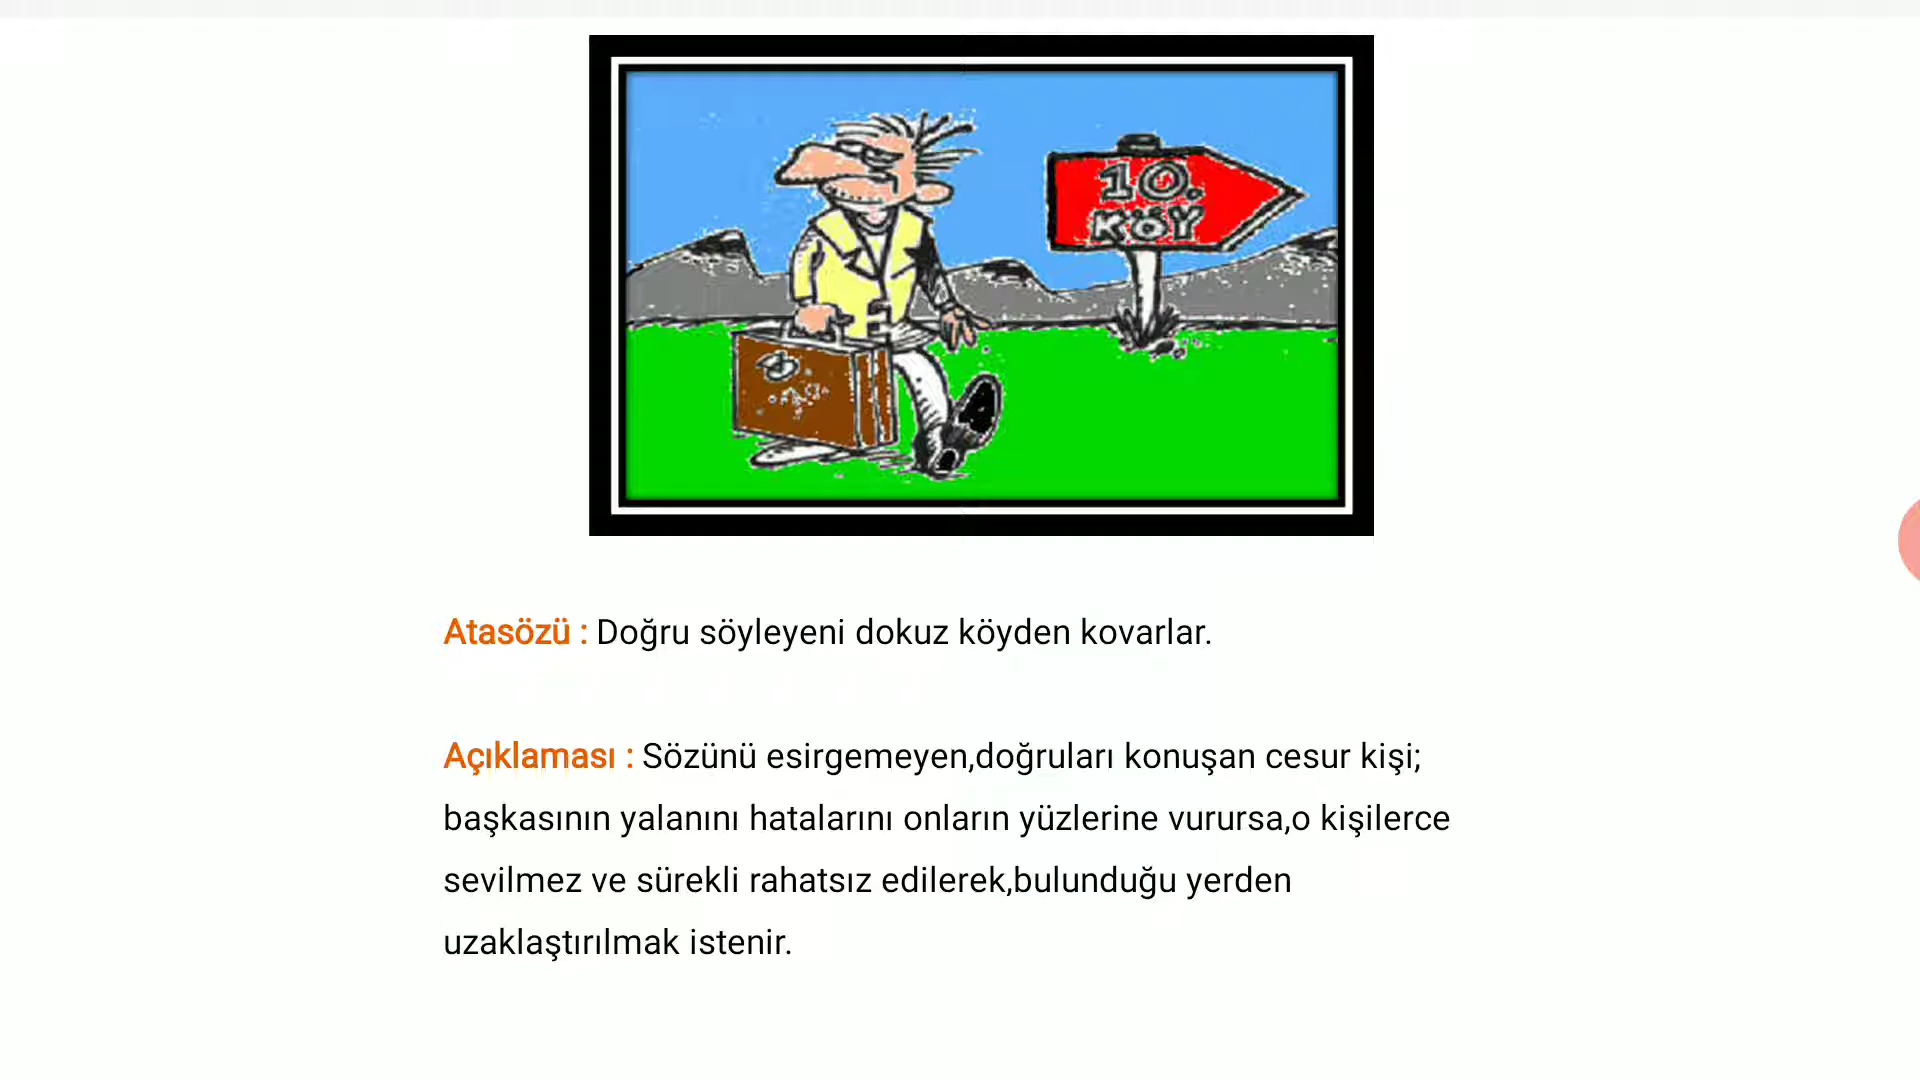 10.
KÖY
Atasözü : Doğru söyleyeni dokuz köyden kovarlar.
Açıklaması : Sözünü esirgemeyen,doğruları konuşan cesur kişi;
başkasının yalanını hatalarını onların yüzlerine vurursa,o kişilerce
sevilmez ve sürekli rahatsız edilerek,bulunduğu yerden
uzaklaştırılmak istenir.